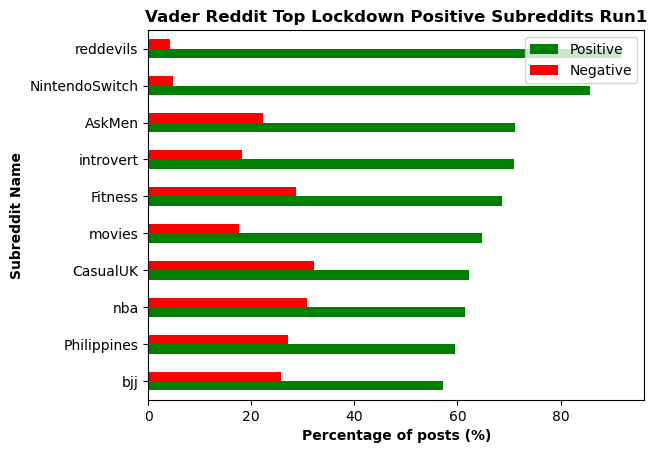 Vader Reddit Top Lockdown Positive Subreddits Run1
Positive
Negative
reddevils
NintendoSwitch
AskMen
introvert
Fitness
movies
CasualUK
nba
Philippines
bjj
Subreddit Name
0 20 40 60 80
Percentage of posts (%)